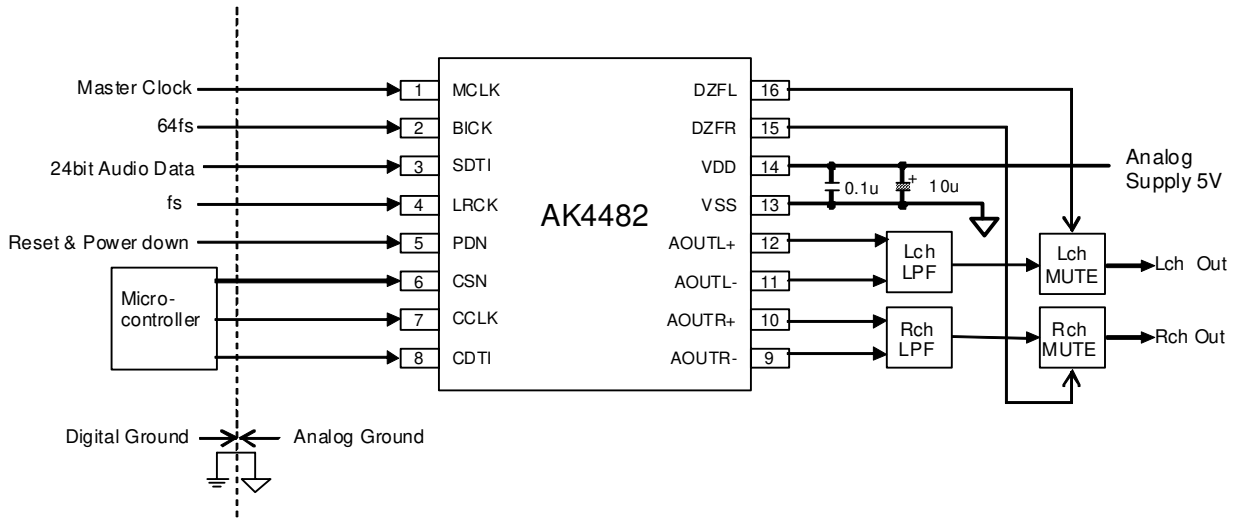 Master Clock
64fs
24bit Audio Data
fs
Reset & Power down
Micro-
controller
1 MCLK
2 BICK
3 SDTI
4 LRCK
5 PDN
6 CSN
7 CCLK
8 CDTI
AK4482
DZFL 16
DZFR 15
VDD 14
VSS 13
AOUTL+ 12
AOUTL- 11
AOUTR+ 10
AOUTR- 9
0.1u
+ 10u
Analog
Supply 5V
Lch
LPF
Lch
MUTE
Lch Out
Rch
LPF
Rch
MUTE
Rch Out
Digital Ground
Analog Ground